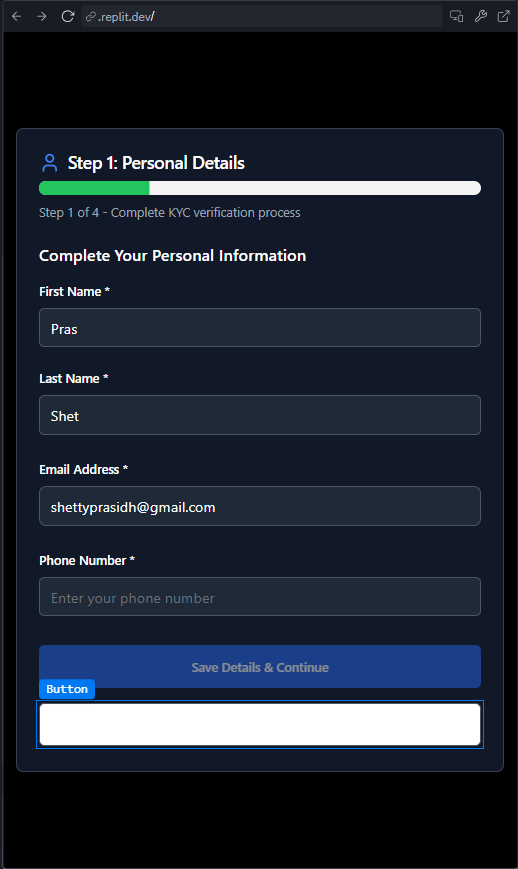 .replit.dev/
Step 1: Personal Details
Step 1 of 4 - Complete KYC verification process
Complete Your Personal Information
First Name *
Pras
Last Name *
Shet
Email Address *
shettyprasidh@gmail.com
Phone Number *
Enter your phone number
Save Details & Continue
Button